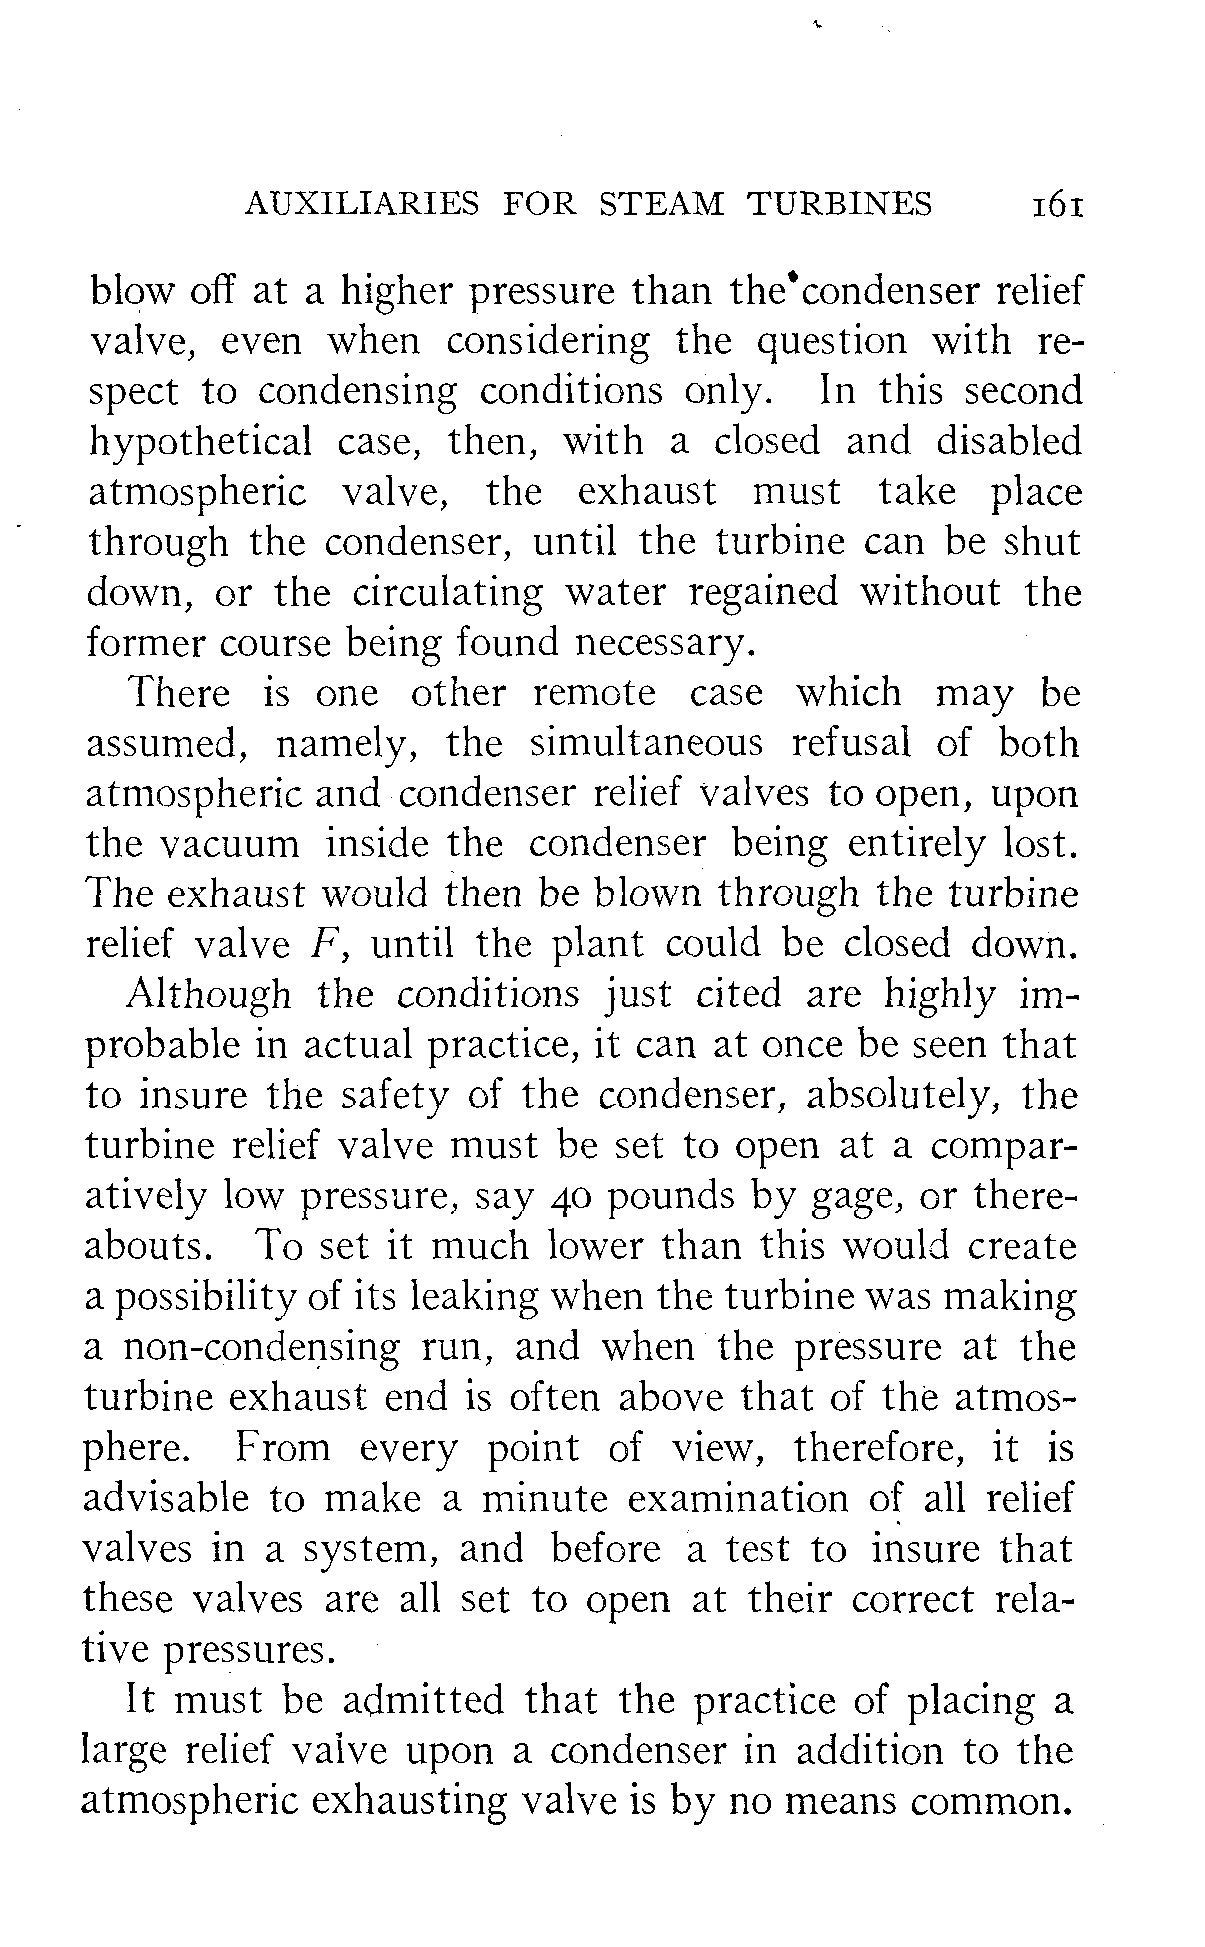 AUXILIARIES FOR STEAM TURBINES 161
blow off at a higher pressure than the condenser relief
valve, even when considering the question with re-
spect to condensing conditions only. In this second
hypothetical case, then, with a closed and disabled
atmospheric valve, the exhaust must take place
through the condenser, until the turbine can be shut
down, or the circulating water regained without the
former course being found necessary.
There is one other remote case which may be
assumed, namely, the simultaneous refusal of both
atmospheric and condenser relief valves to open, upon
the vacuum inside the condenser being entirely lost.
The exhaust would then be blown through the turbine
relief valve F, until the plant could be closed down.
Although the conditions just cited are highly im-
probable in actual practice, it can at once be seen that
to insure the safety of the condenser, absolutely, the
turbine relief valve must be set to open at a compar-
atively low pressure, say 40 pounds by gage, or there-
abouts. To set it much lower than this would create
a possibility of its leaking when the turbine was making
a non-condensing run, and when the pressure at the
turbine exhaust end is often above that of the atmos-
phere. From every point of view, therefore, it is
advisable to make a minute examination of all relief
valves in a system, and before a test to insure that
these valves are all set to open at their correct rela-
tive pressures.
It must be admitted that the practice of placing a
large relief valve upon a condenser in addition to the
atmospheric exhausting valve is by no means common.